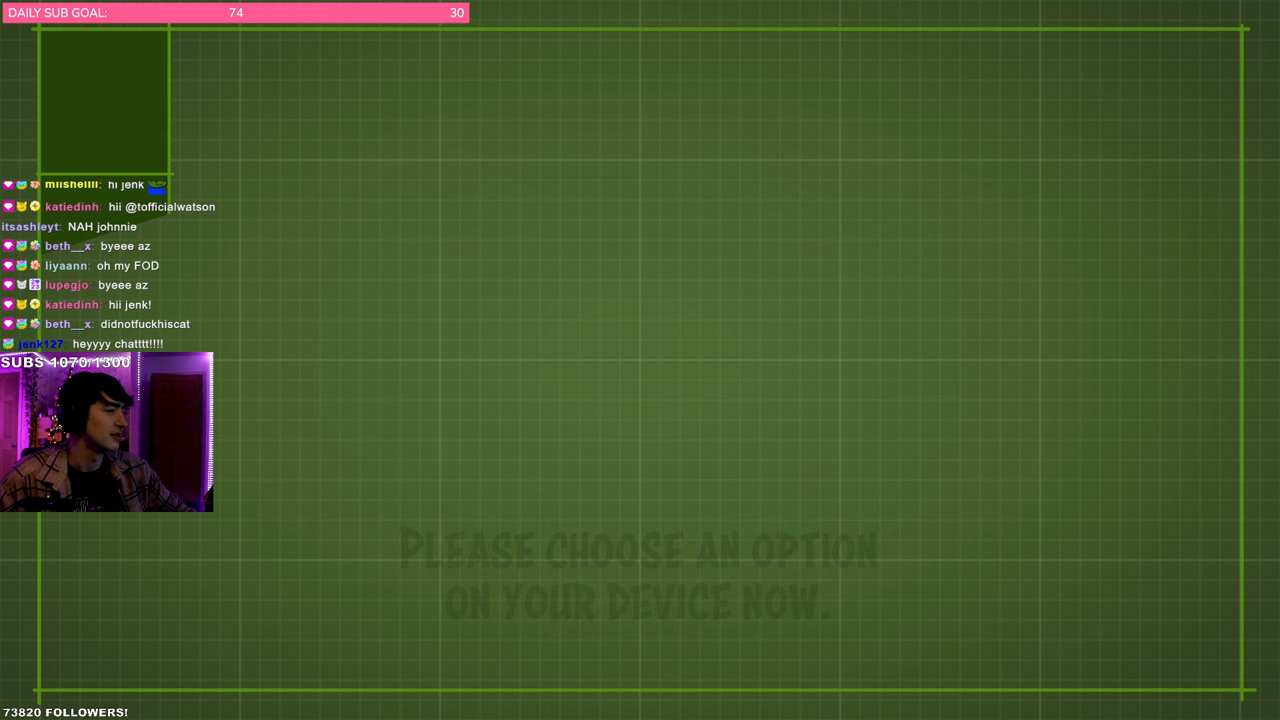 DAILY SUB GOAL: 74 30
miishellll: hi jenk
katiedinh: hii @tofficialwatson
itsashleyt: NAH johnnie
beth__x: byeee az
liyaann: oh my FOD
lupegjo: byeee az
katiedinh: hii jenk!
beth__x: didnotfuckhiscat
jenk127: heyyyy chatttt!!!!
SUBS 1070/1300
PLEASE CHOOSE AN OPTION
ON YOUR DEVICE NOW.
73820 FOLLOWERS!